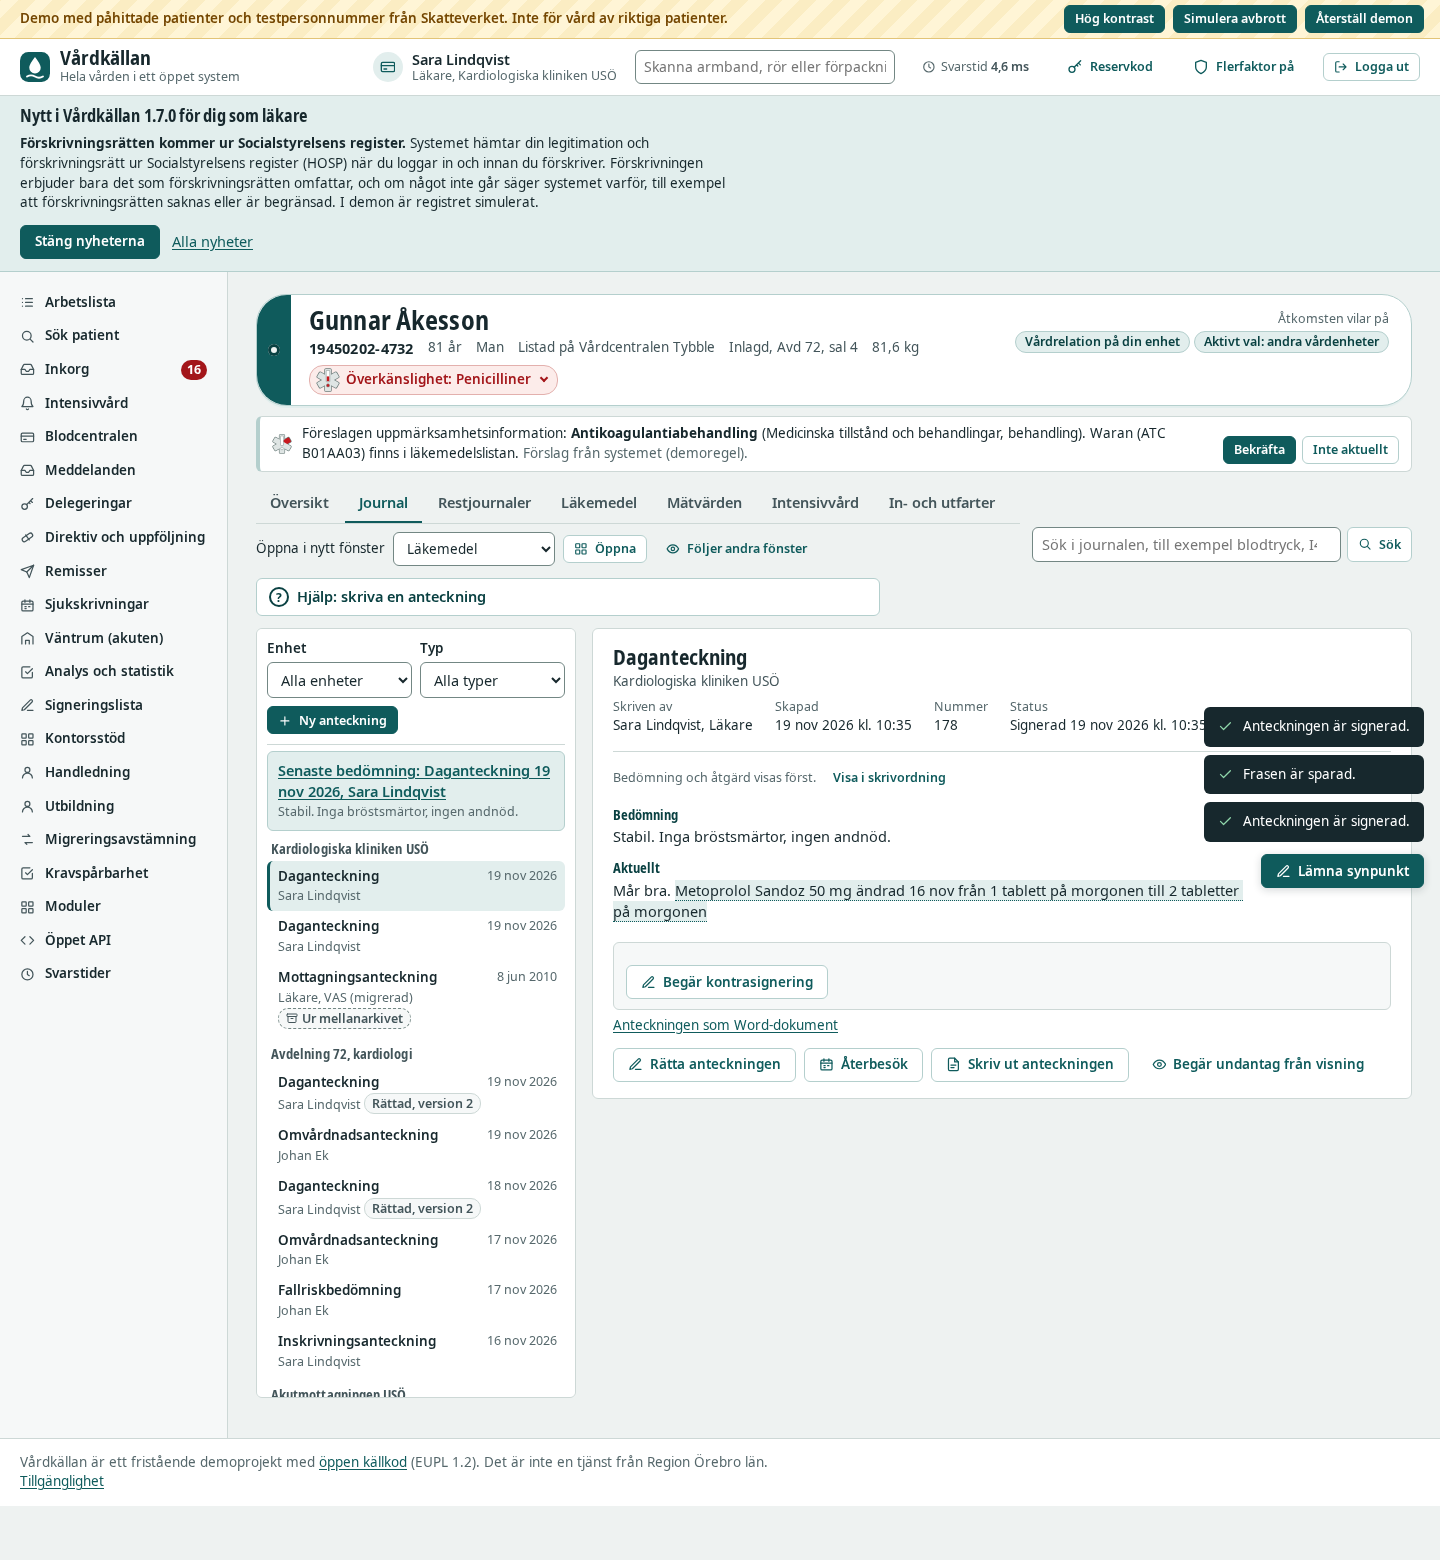 Demo med påhittade patienter och testpersonnummer från Skatteverket. Inte för vård av riktiga patienter.
Hög kontrast
Simulera avbrott
Återställ demon
Vårdkällan
Hela vården i ett öppet system
Sara Lindqvist
Läkare, Kardiologiska kliniken USÖ
Skanna armband, rör eller förpackni
Svarstid 4,6 ms
Reservkod
Flerfaktor på
Logga ut
Nytt i Vårdkällan 1.7.0 för dig som läkare
Förskrivningsrätten kommer ur Socialstyrelsens register. Systemet hämtar din legitimation och
förskrivningsrätt ur Socialstyrelsens register (HOSP) när du loggar in och innan du förskriver. Förskrivningen
erbjuder bara det som förskrivningsrätten omfattar, och om något inte går säger systemet varför, till exempel
att förskrivningsrätten saknas eller är begränsad. I demon är registret simulerat.
Stäng nyheterna
Alla nyheter
Arbetslista
Sök patient
Inkorg
16
Intensivvård
Blodcentralen
Meddelanden
Delegeringar
Direktiv och uppföljning
Remisser
Sjukskrivningar
Väntrum (akuten)
Analys och statistik
Signeringslista
Kontorsstöd
Handledning
Utbildning
Migreringsavstämning
Kravspårbarhet
Moduler
Öppet API
Svarstider
Gunnar Åkesson
19450202-4732
81 år
Man
Listad på Vårdcentralen Tybble
Inlagd, Avd 72, sal 4
81,6 kg
Överkänslighet: Penicilliner
Åtkomsten vilar på
Vårdrelation på din enhet
Aktivt val: andra vårdenheter
Föreslagen uppmärksamhetsinformation: Antikoagulantiabehandling (Medicinska tillstånd och behandlingar, behandling). Waran (ATC
B01AA03) finns i läkemedelslistan. Förslag från systemet (demoregel).
Bekräfta
Inte aktuellt
Översikt
Journal
Restjournaler
Läkemedel
Mätvärden
Intensivvård
In- och utfarter
Öppna i nytt fönster
Läkemedel
Öppna
Följer andra fönster
Sök i journalen, till exempel blodtryck, I4
Sök
Hjälp: skriva en anteckning
Enhet
Typ
Alla enheter
Alla typer
Ny anteckning
Senaste bedömning: Daganteckning 19
nov 2026, Sara Lindqvist
Stabil. Inga bröstsmärtor, ingen andnöd.
Kardiologiska kliniken USÖ
Daganteckning
19 nov 2026
Sara Lindqvist
Daganteckning
19 nov 2026
Sara Lindqvist
Mottagningsanteckning
8 jun 2010
Läkare, VAS (migrerad)
Ur mellanarkivet
Avdelning 72, kardiologi
Daganteckning
19 nov 2026
Sara Lindqvist
Rättad, version 2
Omvårdnadsanteckning
19 nov 2026
Johan Ek
Daganteckning
18 nov 2026
Sara Lindqvist
Rättad, version 2
Omvårdnadsanteckning
17 nov 2026
Johan Ek
Fallriskbedömning
17 nov 2026
Johan Ek
Inskrivningsanteckning
16 nov 2026
Sara Lindqvist
Akutmottagningen USÖ
Daganteckning
Kardiologiska kliniken USÖ
Skriven av
Sara Lindqvist, Läkare
Skapad
19 nov 2026 kl. 10:35
Nummer
178
Status
Signerad 19 nov 2026 kl. 10:35
Bedömning och åtgärd visas först.
Visa i skrivordning
Bedömning
Stabil. Inga bröstsmärtor, ingen andnöd.
Aktuellt
Mår bra. Metoprolol Sandoz 50 mg ändrad 16 nov från 1 tablett på morgonen till 2 tabletter
på morgonen
Begär kontrasignering
Anteckningen som Word-dokument
Rätta anteckningen
Återbesök
Skriv ut anteckningen
Begär undantag från visning
Anteckningen är signerad.
Frasen är sparad.
Anteckningen är signerad.
Lämna synpunkt
Vårdkällan är ett fristående demoprojekt med öppen källkod (EUPL 1.2). Det är inte en tjänst från Region Örebro län.
Tillgänglighet